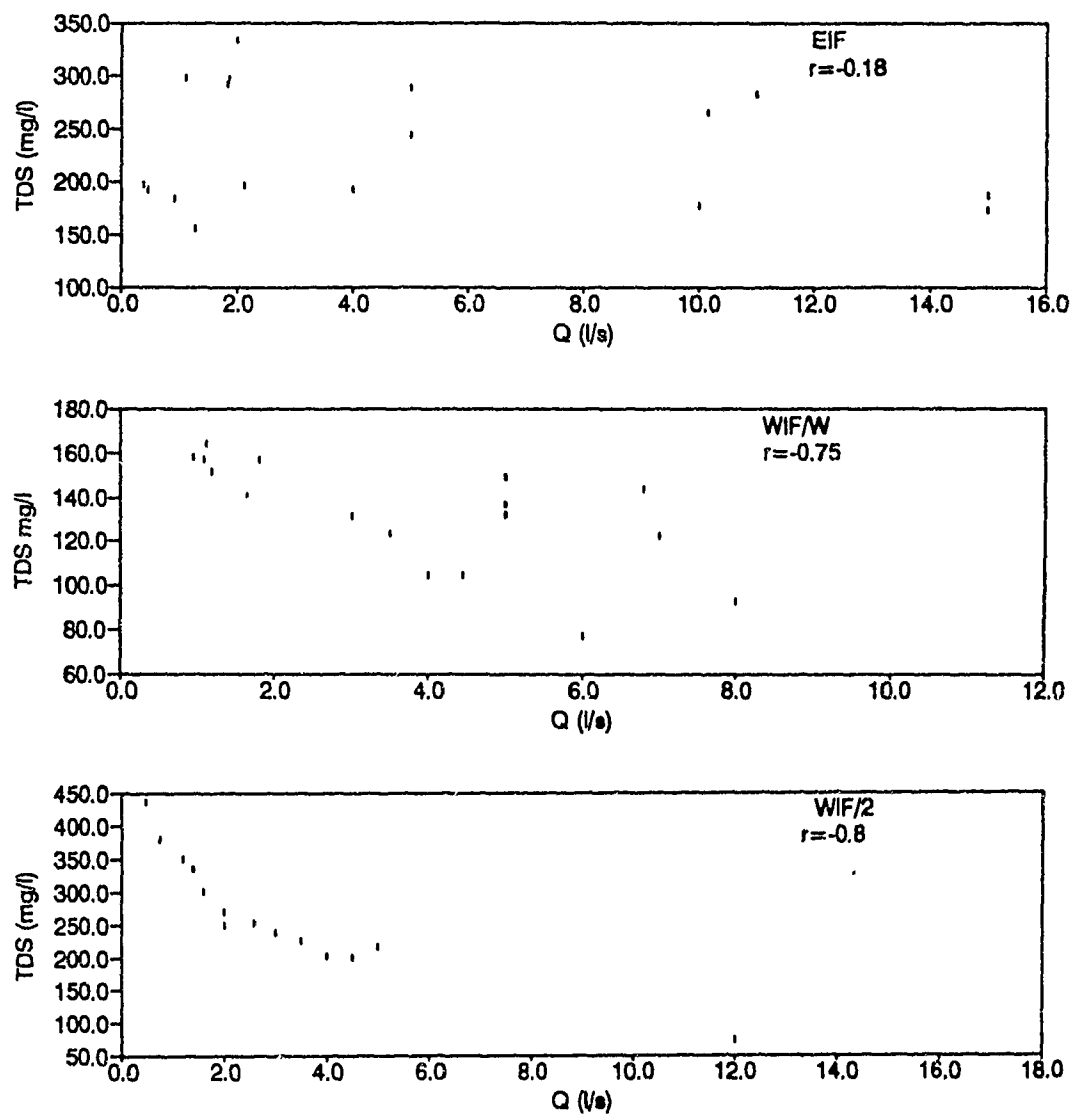 350.0
EIF
r=-0.18
300.0
250.0
200.0
150.0
100.0
TDS (mg/l)
0.0 2.0 4.0 6.0 8.0 10.0 12.0 14.0 16.0
Q (l/s)
180.0
WIF/W
r=-0.75
160.0
140.0
120.0
100.0
80.0
60.0
TDS mg/l
0.0 2.0 4.0 6.0 8.0 10.0 12.0
Q (l/s)
450.0
WIF/2
r=-0.8
400.0
350.0
300.0
250.0
200.0
150.0
100.0
50.0
TDS (mg/l)
0.0 2.0 4.0 6.0 8.0 10.0 12.0 14.0 16.0 18.0
Q (l/s)